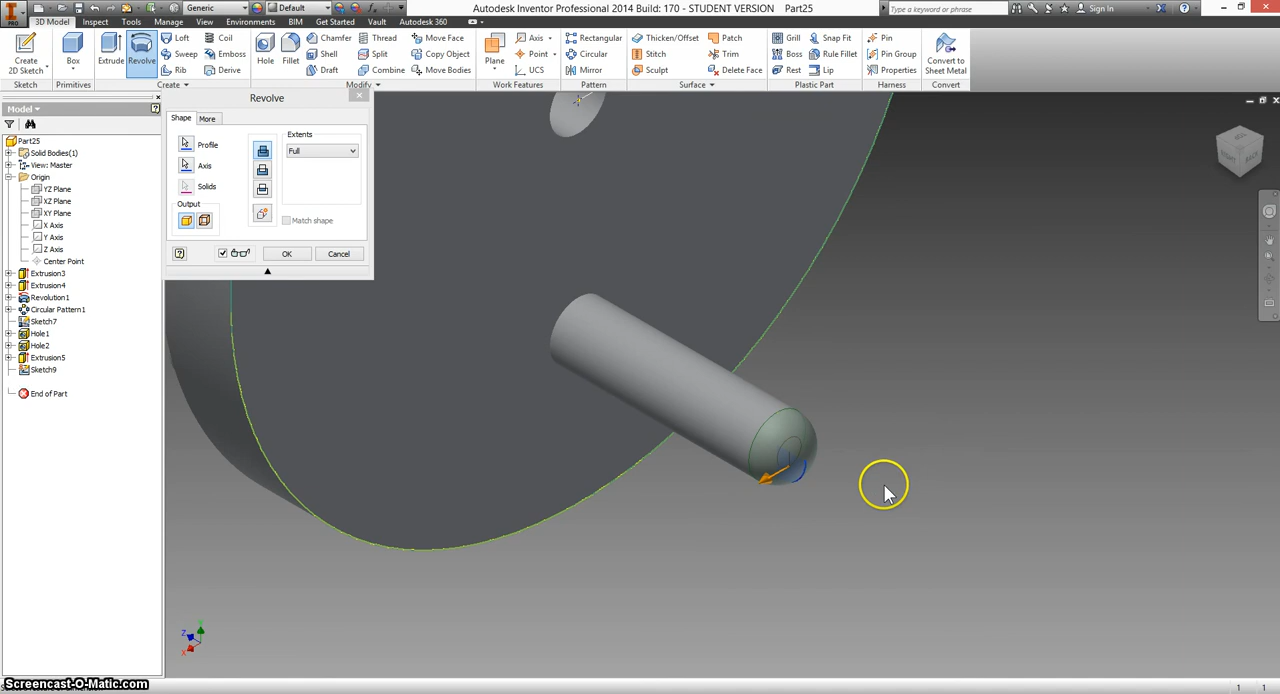 Generic Default Autodesk Inventor Professional 2014 Build: 170 - STUDENT VERSION Part25 Type a keyword or phrase Sign In
PRO 3D Model Inspect Tools Manage View Environments BIM Get Started Vault Autodesk 360
Create 2D Sketch Box Extrude Revolve Loft Coil Hole Fillet Chamfer Thread Move Face Plane Axis Rectangular Thicken/Offset Patch Grill Snap Fit Pin Convert to Sheet Metal
Sweep Emboss Shell Split Copy Object Point Circular Stitch Trim Boss Rule Fillet Pin Group
Rib Derive Draft Combine Move Bodies UCS Mirror Sculpt Delete Face Rest Lip Properties
Sketch Primitives Create Modify Work Features Pattern Surface Plastic Part Harness Convert
Model
Part25
Solid Bodies(1)
View: Master
Origin
YZ Plane
XZ Plane
XY Plane
X Axis
Y Axis
Z Axis
Center Point
Extrusion3
Extrusion4
Revolution1
Circular Pattern1
Sketch7
Hole1
Hole2
Extrusion5
Sketch9
End of Part
Revolve
Shape More
Profile
Axis
Solids
Output
Extents
Full
Match shape
OK Cancel
Z
X
1 1
Screencast-O-Matic.com